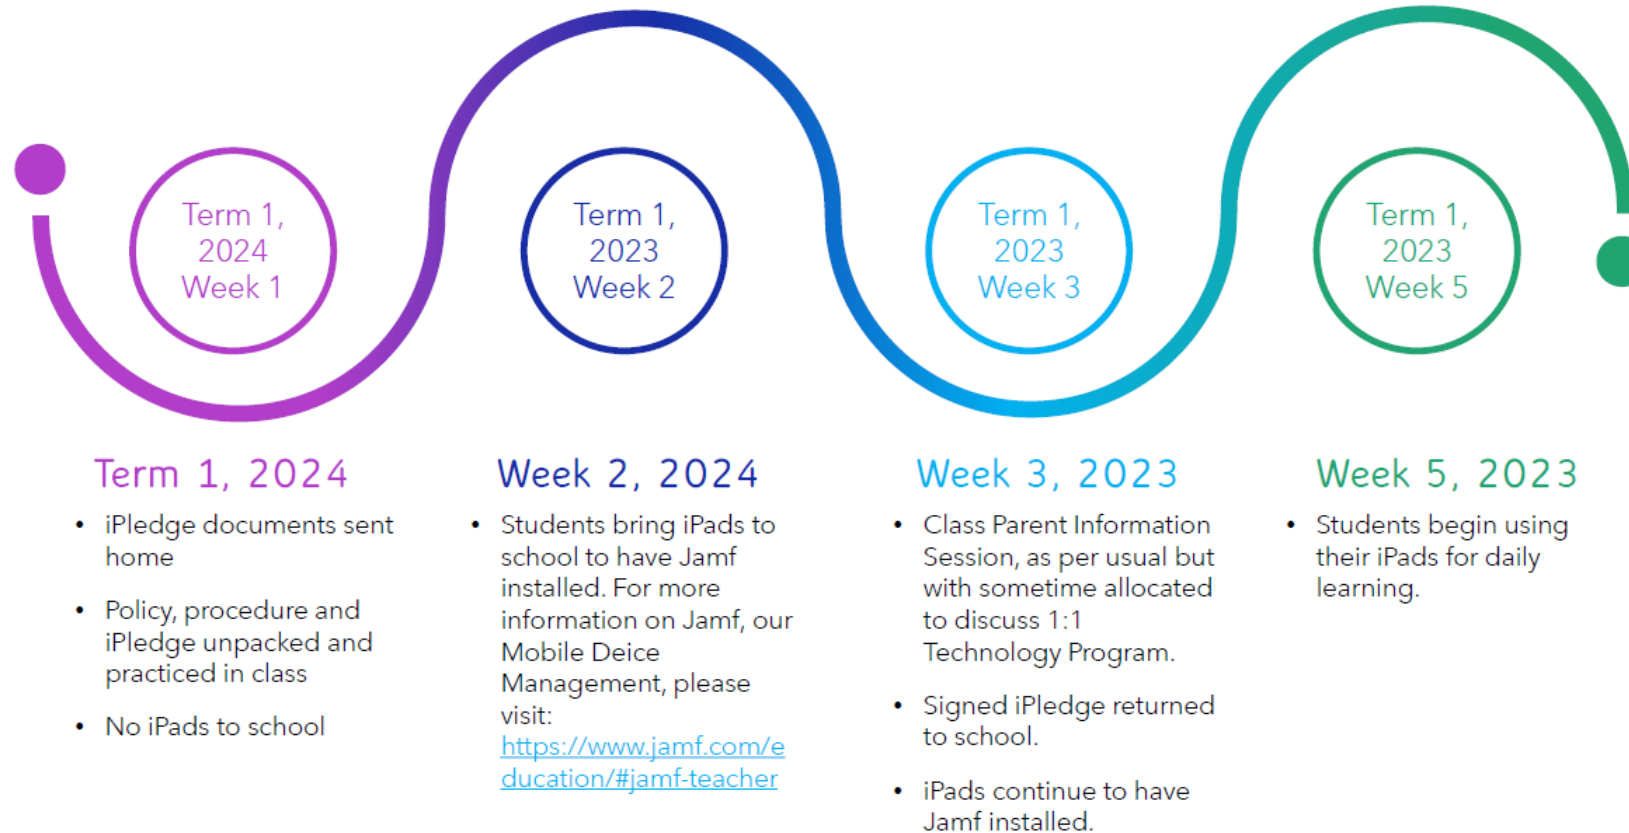 Term 1,
2024
Week 1
Term 1,
2023
Week 2
Term 1,
2023
Week 3
Term 1,
2023
Week 5
Term 1, 2024
• iPledge documents sent
home
• Policy, procedure and
iPledge unpacked and
practiced in class
• No iPads to school
Week 2, 2024
• Students bring iPads to
school to have Jamf
installed. For more
information on Jamf, our
Mobile Deice
Management, please
visit:
https://www.jamf.com/e
ducation/#jamf-teacher
Week 3, 2023
• Class Parent Information
Session, as per usual but
with sometime allocated
to discuss 1:1
Technology Program.
• Signed iPledge returned
to school.
• iPads continue to have
Jamf installed.
Week 5, 2023
• Students begin using
their iPads for daily
learning.